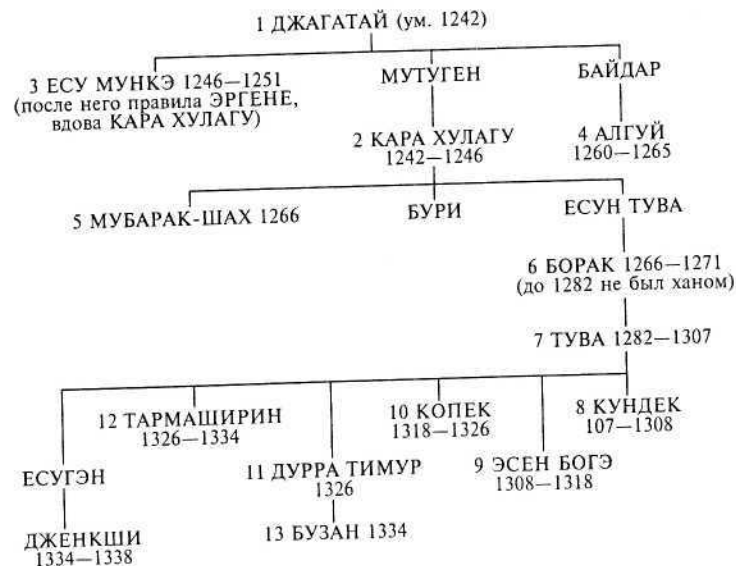 1 ДЖАГАТАЙ (ум. 1242)
3 ЕСУ МУНКЭ 1246—1251
(после него правила ЭРГЕНЕ,
вдова КАРА ХУЛАГУ)
МУТУГЕН
БАЙДАР
2 КАРА ХУЛАГУ
1242—1246
4 АЛГУЙ
1260—1265
5 МУБАРАК-ШАХ 1266
БУРИ
ЕСУН ТУВА
6 БОРАК 1266—1271
(до 1282 не был ханом)
7 ТУВА 1282—1307
12 ТАРМАШИРИН
1326—1334
10 КОПЕК
1318—1326
8 КУНДЕК
107—1308
ЕСУГЭН
11 ДУРРА ТИМУР
1326
9 ЭСЕН БОГЭ
1308—1318
ДЖЕНКШИ
1334—1338
13 БУЗАН 1334